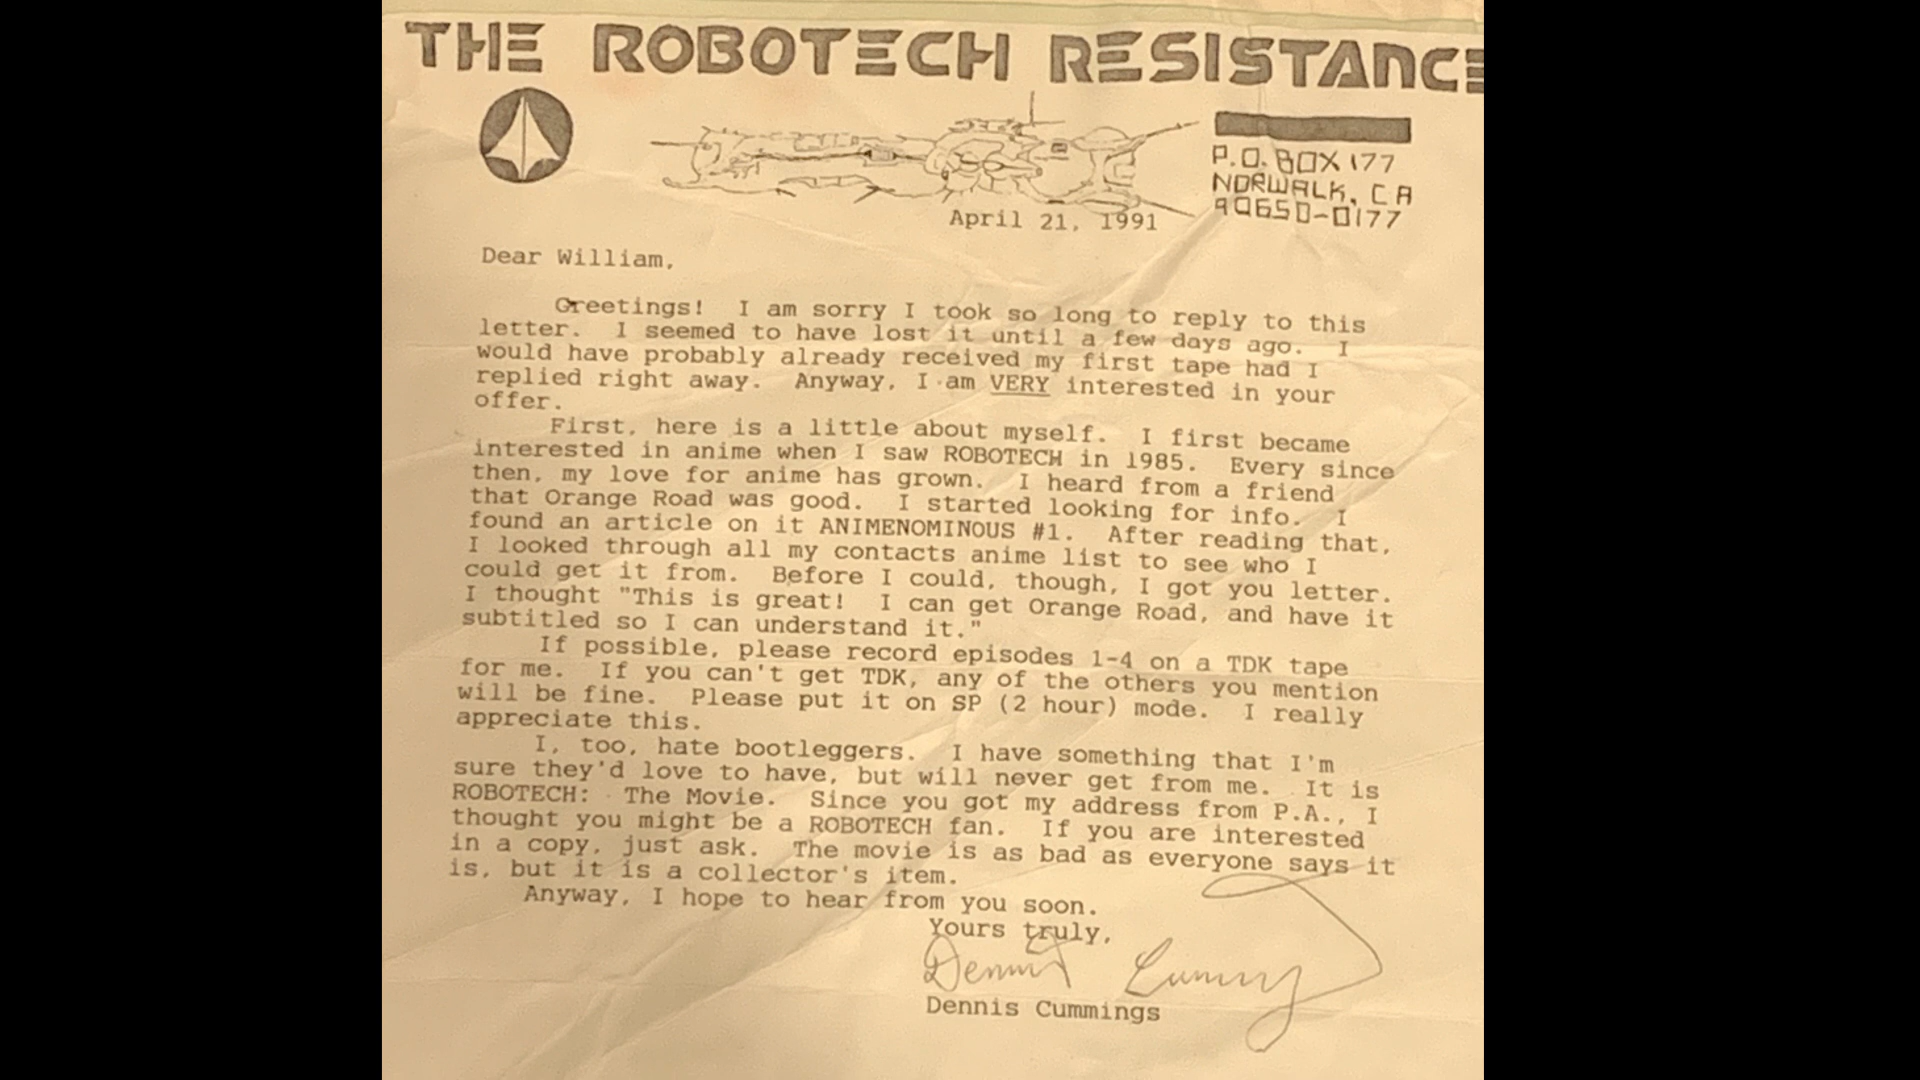 THE ROBOTECH RESISTANCE
P.O. BOX 177
NORWALK, CA
90650-0177
April 21, 1991
Dear William,
Greetings! I am sorry I took so long to reply to this
letter. I seemed to have lost it until a few days ago. I
would have probably already received my first tape had I
replied right away. Anyway, I am VERY interested in your
offer.
First, here is a little about myself. I first became
interested in anime when I saw ROBOTECH in 1985. Every since
then, my love for anime has grown. I heard from a friend
that Orange Road was good. I started looking for info. I
found an article on it ANIMENOMINOUS #1. After reading that,
I looked through all my contacts anime list to see who I
could get it from. Before I could, though, I got you letter.
I thought "This is great! I can get Orange Road, and have it
subtitled so I can understand it."
If possible, please record episodes 1-4 on a TDK tape
for me. If you can't get TDK, any of the others you mention
will be fine. Please put it on SP (2 hour) mode. I really
appreciate this.
I, too, hate bootleggers. I have something that I'm
sure they'd love to have, but will never get from me. It is
ROBOTECH: The Movie. Since you got my address from P.A., I
thought you might be a ROBOTECH fan. If you are interested
in a copy, just ask. The movie is as bad as everyone says it
is, but it is a collector's item.
Anyway, I hope to hear from you soon.
Yours truly,
Dennis Cummings
Dennis Cummings